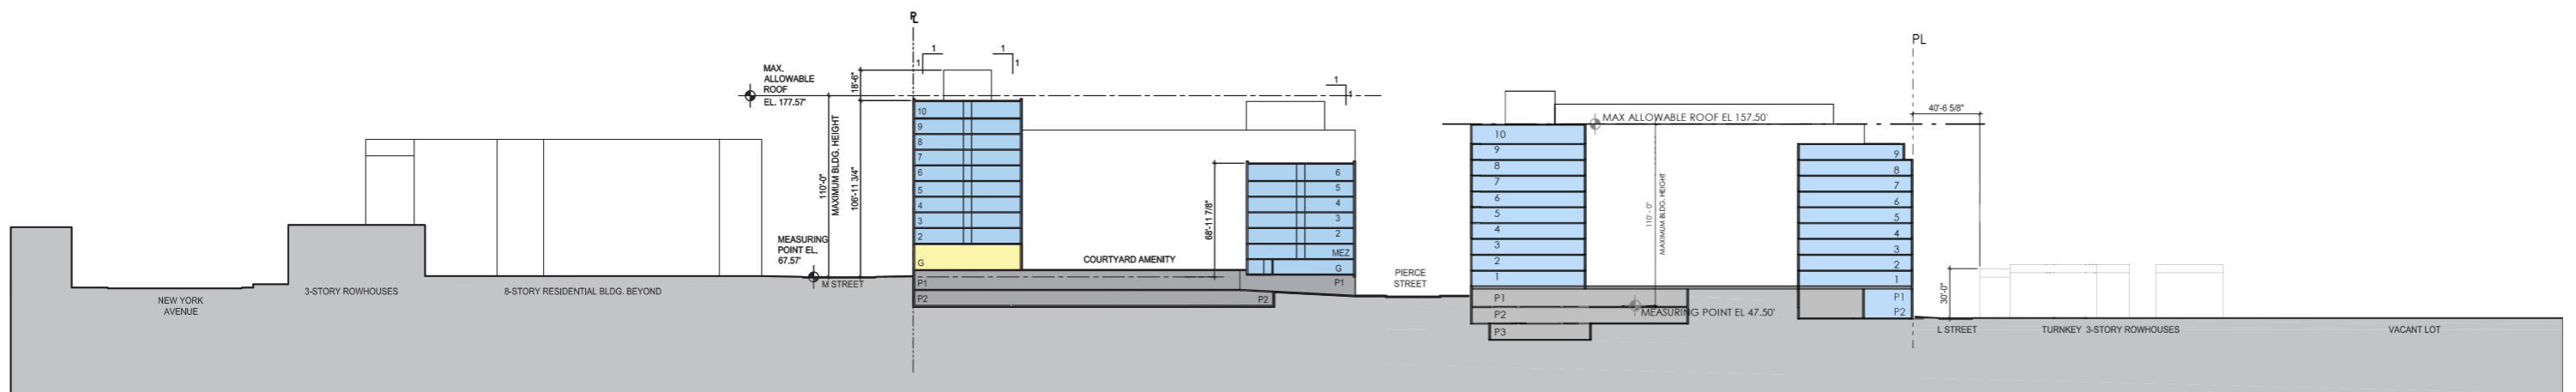 PL
1
1
1
1
MAX.
ALLOWABLE
ROOF
EL. 177.57'
18'-6"
110'-0"
MAXIMUM BLDG. HEIGHT
106'-11 3/4"
MEASURING
POINT EL.
67.57'
10
9
8
7
6
5
4
3
2
G
P1
P2
COURTYARD AMENITY
68'-11 7/8"
1
1
6
5
4
3
2
MEZ
G
P1
P2
NEW YORK
AVENUE
3-STORY ROWHOUSES
8-STORY RESIDENTIAL BLDG. BEYOND
M STREET
PIERCE
STREET
10
9
8
7
6
5
4
3
2
1
P1
P2
P3
MAX ALLOWABLE ROOF EL 157.50'
110' - 0"
MAXIMUM BLDG. HEIGHT
MEASURING POINT EL 47.50'
9
8
7
6
5
4
3
2
1
P1
P2
PL
40'-6 5/8"
30'-0"
L STREET
TURNKEY 3-STORY ROWHOUSES
VACANT LOT